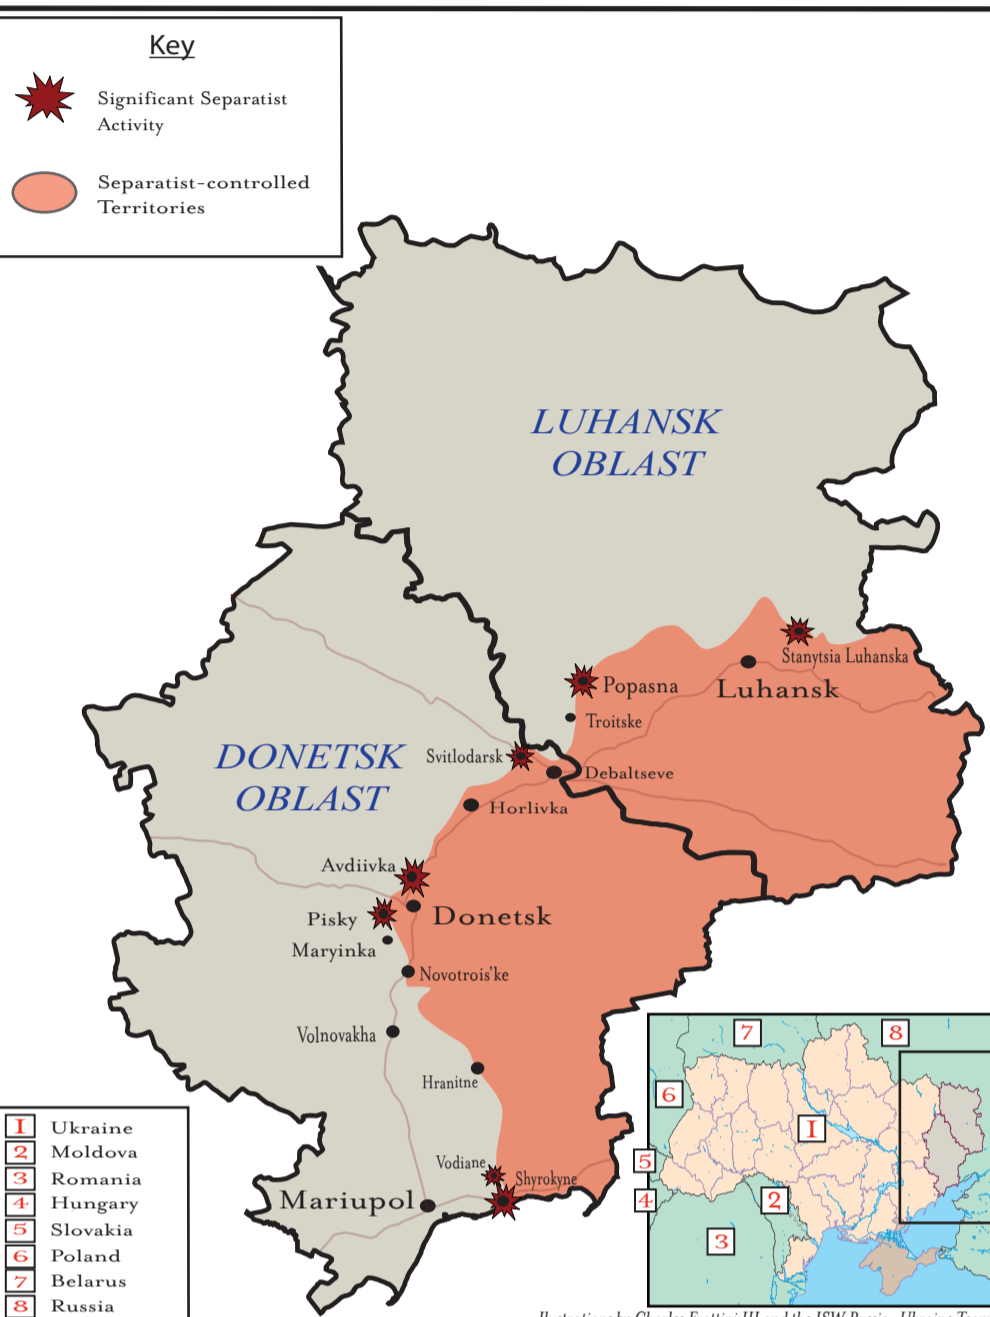 Key
Significant Separatist
Activity
Separatist-controlled
Territories
LUHANSK
OBLAST
Stanytsia Luhanska
Luhansk
Popasna
Troitske
DONETSK
OBLAST
Svitlodarsk
Debaltseve
Horlivka
Avdiivka
Pisky
Donetsk
Maryinka
Novotrois'ke
Volnovakha
Hranitne
Vodiane
Shyrokyne
Mariupol
1 Ukraine
2 Moldova
3 Romania
4 Hungary
5 Slovakia
6 Poland
7 Belarus
8 Russia
7
8
6
1
5
4
2
3